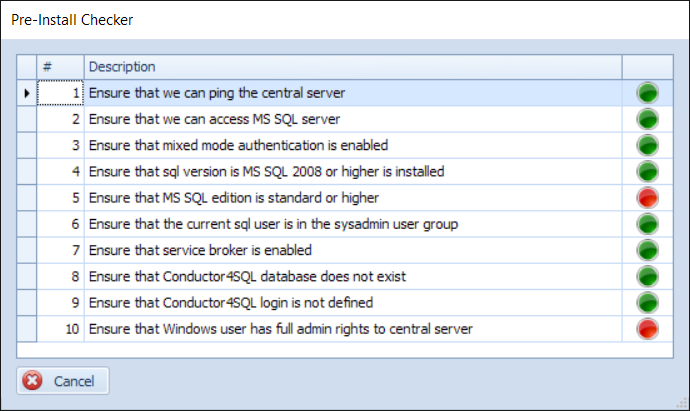 Pre-Install Checker
# Description
1 Ensure that we can ping the central server
2 Ensure that we can access MS SQL server
3 Ensure that mixed mode authentication is enabled
4 Ensure that sql version is MS SQL 2008 or higher is installed
5 Ensure that MS SQL edition is standard or higher
6 Ensure that the current sql user is in the sysadmin user group
7 Ensure that service broker is enabled
8 Ensure that Conductor4SQL database does not exist
9 Ensure that Conductor4SQL login is not defined
10 Ensure that Windows user has full admin rights to central server
Cancel